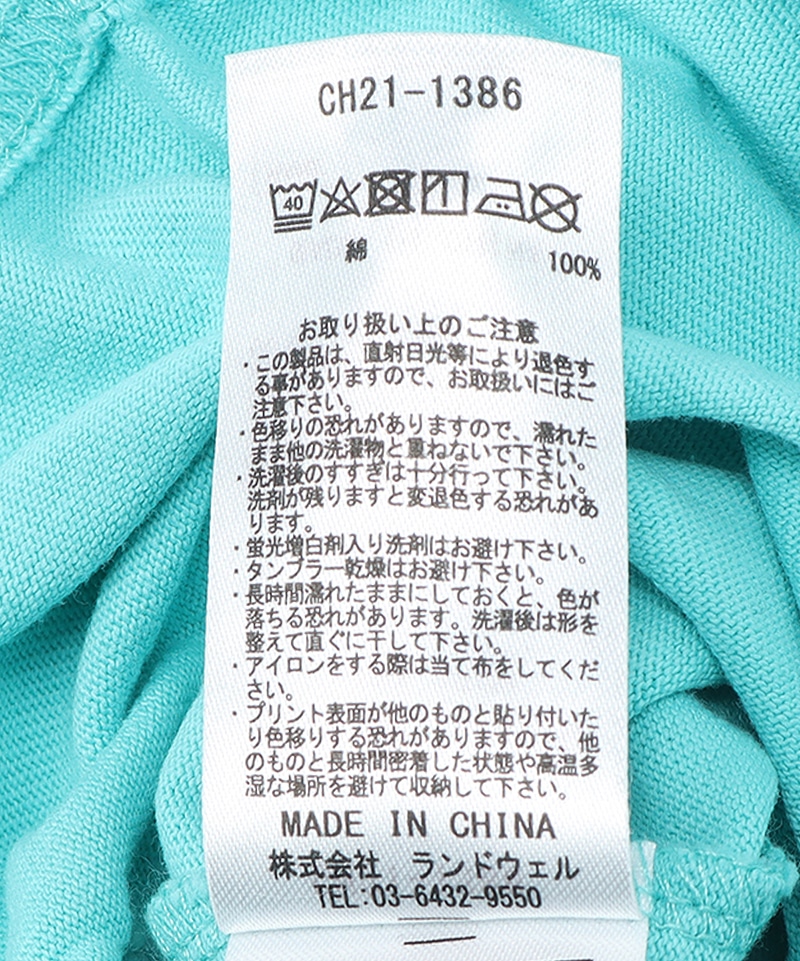 CH21-1386
40
綿 100%
お取り扱い上のご注意
・この製品は、直射日光等により退色す
る事がありますので、お取扱いにはご
注意下さい。
・色移りの恐れがありますので、濡れた
まま他の洗濯物と重ねないで下さい。
・洗濯後のすすぎは十分行って下さい。
洗剤が残りますと変退色する恐れがあ
ります。
・蛍光増白剤入り洗剤はお避け下さい。
・タンブラー乾燥はお避け下さい。
・長時間濡れたままにしておくと、色が
落ちる恐れがあります。洗濯後は形を
整えて直ぐに干して下さい。
・アイロンをする際は当て布をしてくだ
さい。
・プリント表面が他のものと貼り付いた
り色移りする恐れがありますので、他
のものと長時間密着した状態や高温多
湿な場所を避けて収納して下さい。
MADE IN CHINA
株式会社 ランドウェル
TEL:03-6432-9550